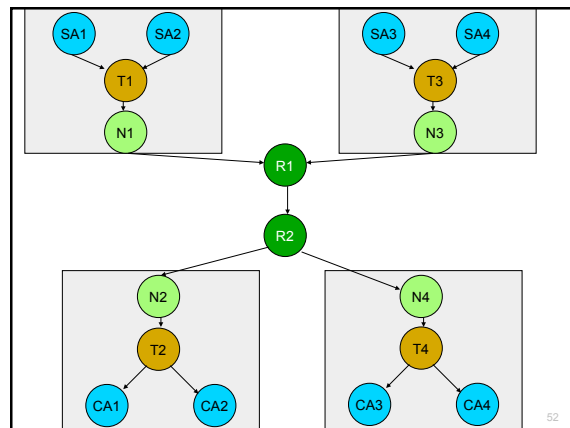 SA1 SA2 SA3 SA4
T1 T3
N1 N3
R1
R2
N2 N4
T2 T4
CA1 CA2 CA3 CA4
52